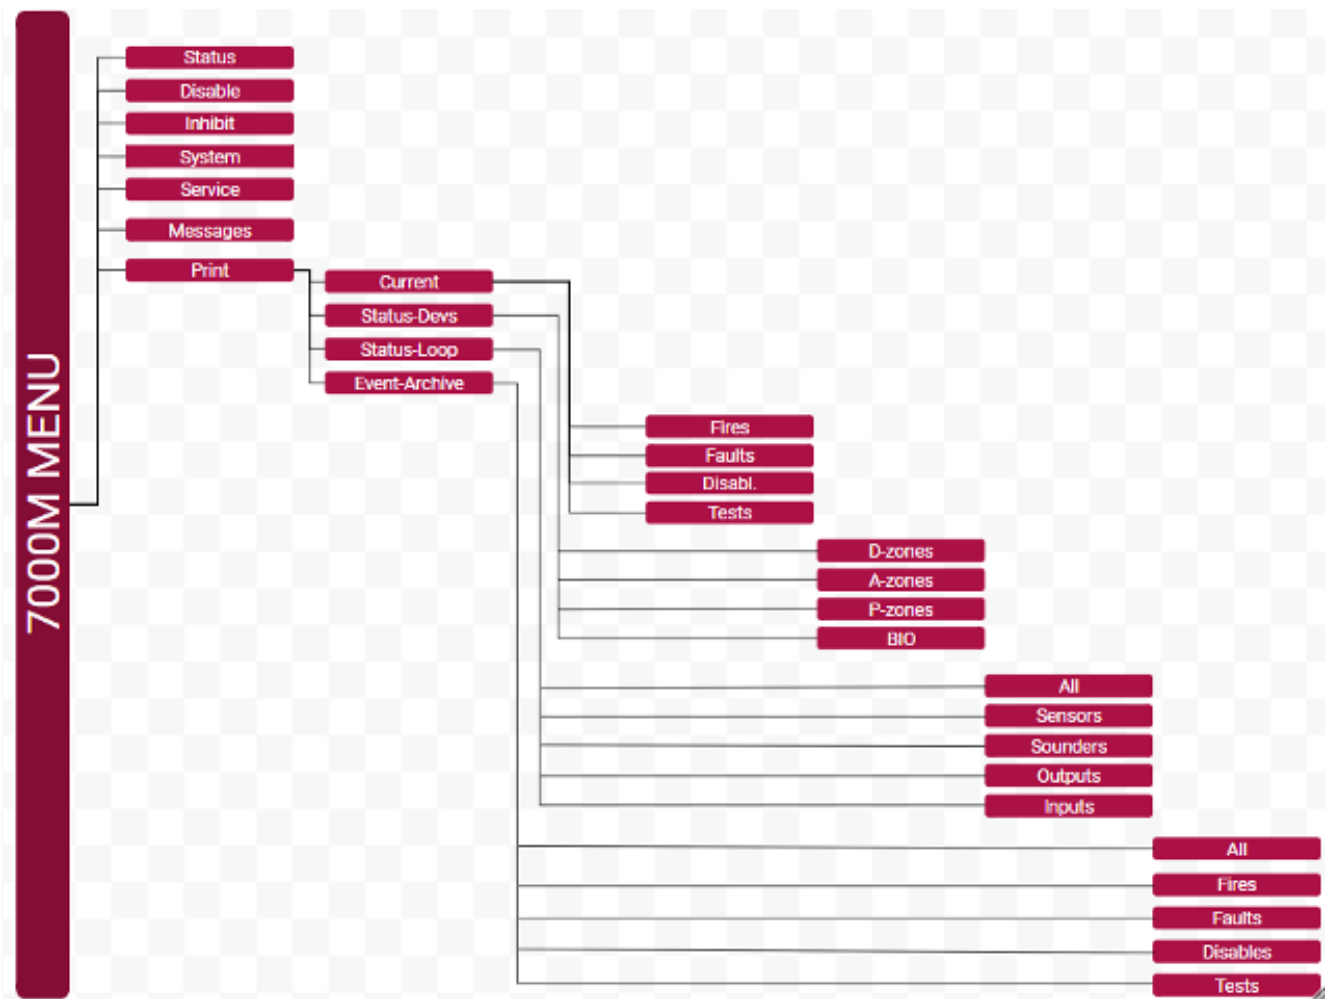 7000M MENU
Status
Disable
Inhibit
System
Service
Messages
Print
Current
Status-Devs
Status-Loop
Event-Archive
Fires
Faults
Disabl.
Tests
D-zones
A-zones
P-zones
BIO
All
Sensors
Sounders
Outputs
Inputs
All
Fires
Faults
Disables
Tests